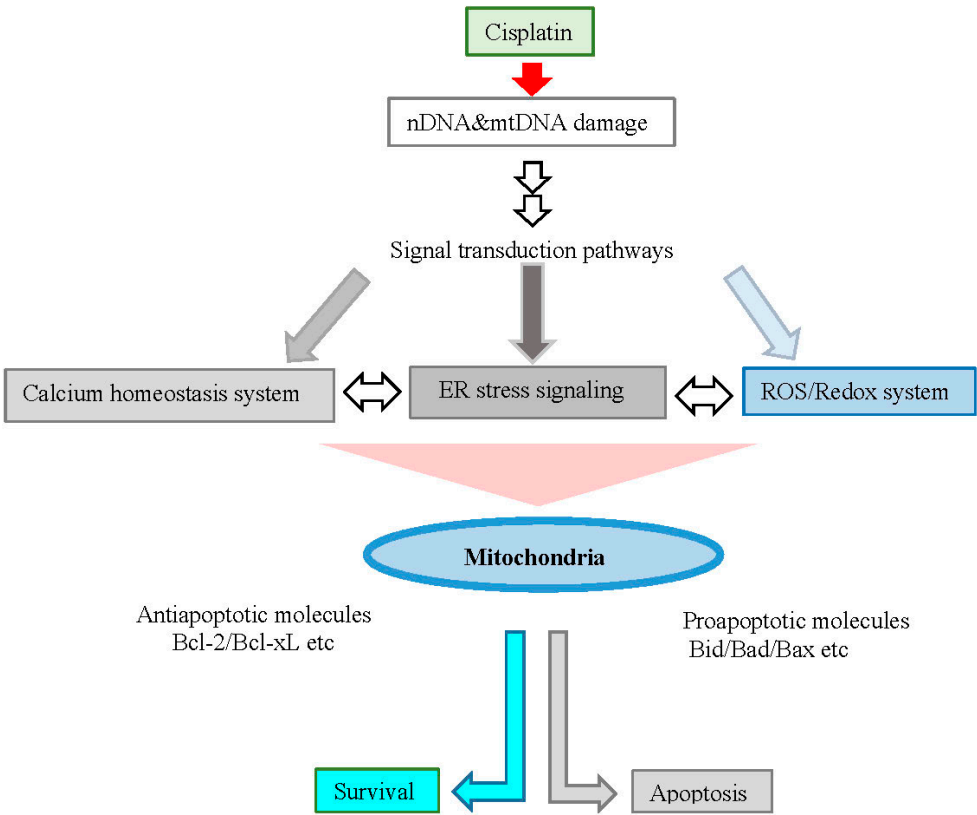 Cisplatin
nDNA&mtDNA damage
Signal transduction pathways
Calcium homeostasis system
ER stress signaling
ROS/Redox system
Mitochondria
Antiapoptotic molecules
Bcl-2/Bcl-xL etc
Proapoptotic molecules
Bid/Bad/Bax etc
Survival
Apoptosis